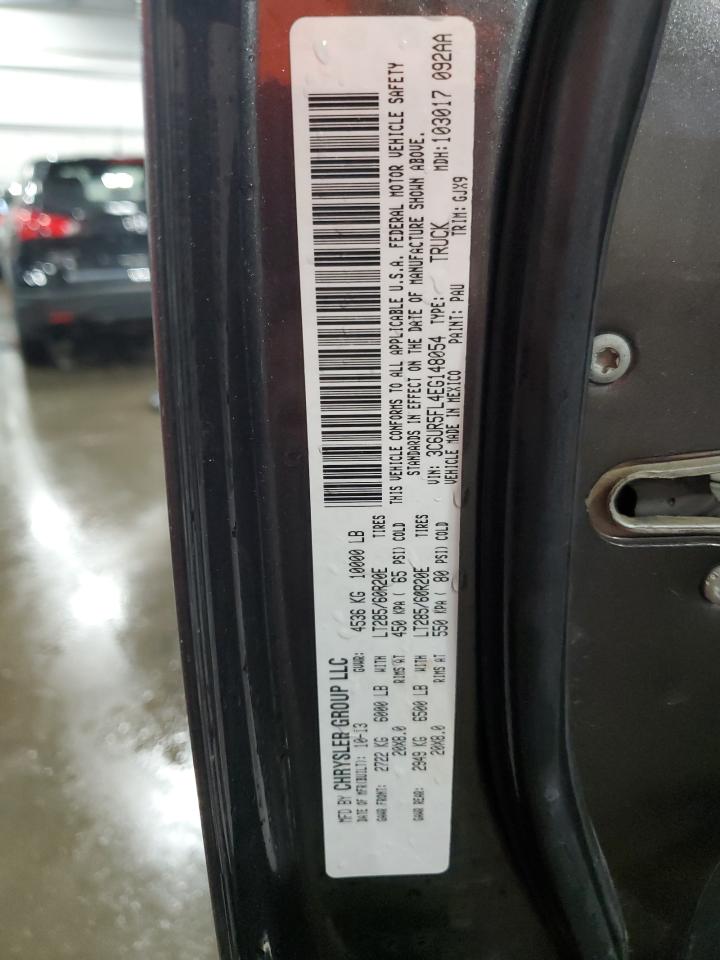 MFD BY CHRYSLER GROUP LLC
DATE OF MFR(BUILT): 10-13 GVWR: 4536 KG 10000 LB
GAWR FRONT: 2722 KG 6000 LB WITH LT285/60R20E TIRES
20X8.0 RIMS AT 450 KPA ( 65 PSI) COLD
GAWR REAR: 2949 KG 6500 LB WITH LT285/60R20E TIRES
20X8.0 RIMS AT 550 KPA ( 80 PSI) COLD
THIS VEHICLE CONFORMS TO ALL APPLICABLE U.S.A. FEDERAL MOTOR VEHICLE SAFETY
STANDARDS IN EFFECT ON THE DATE OF MANUFACTURE SHOWN ABOVE.
VIN: 3C6UR5FL4EG148054 TYPE: TRUCK MDH: 103017 092AA
VEHICLE MADE IN MEXICO PAINT: PAU TRIM: GJX9